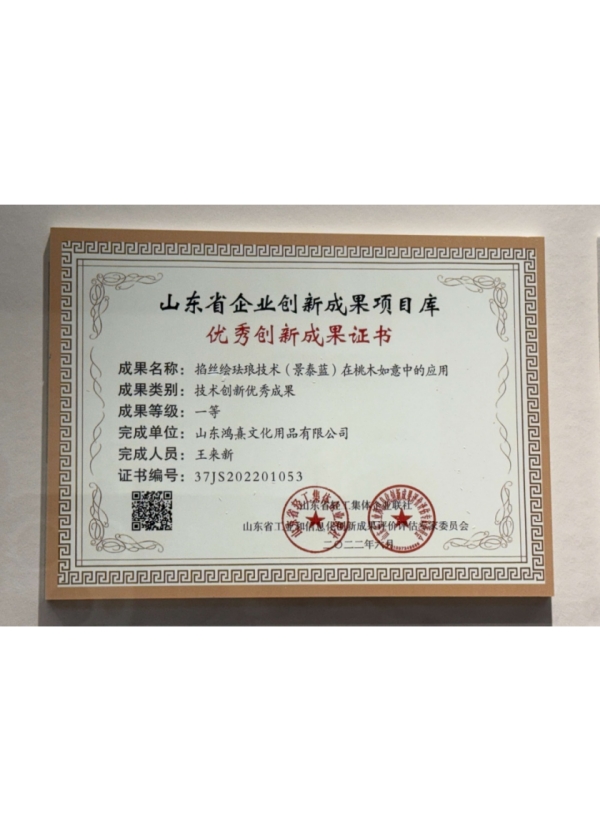 山东省企业创新成果项目库
优秀创新成果证书
成果名称：掐丝绘珐琅技术（景泰蓝）在桃木如意中的应用
成果类别：技术创新优秀成果
成果等级：一等
完成单位：山东鸿熹文化用品有限公司
完成人员：王来新
证书编号：37JS202201053
山东省轻工集体企业联社
山东省工业和信息化创新成果评价评估专家委员会
二〇二二年六月